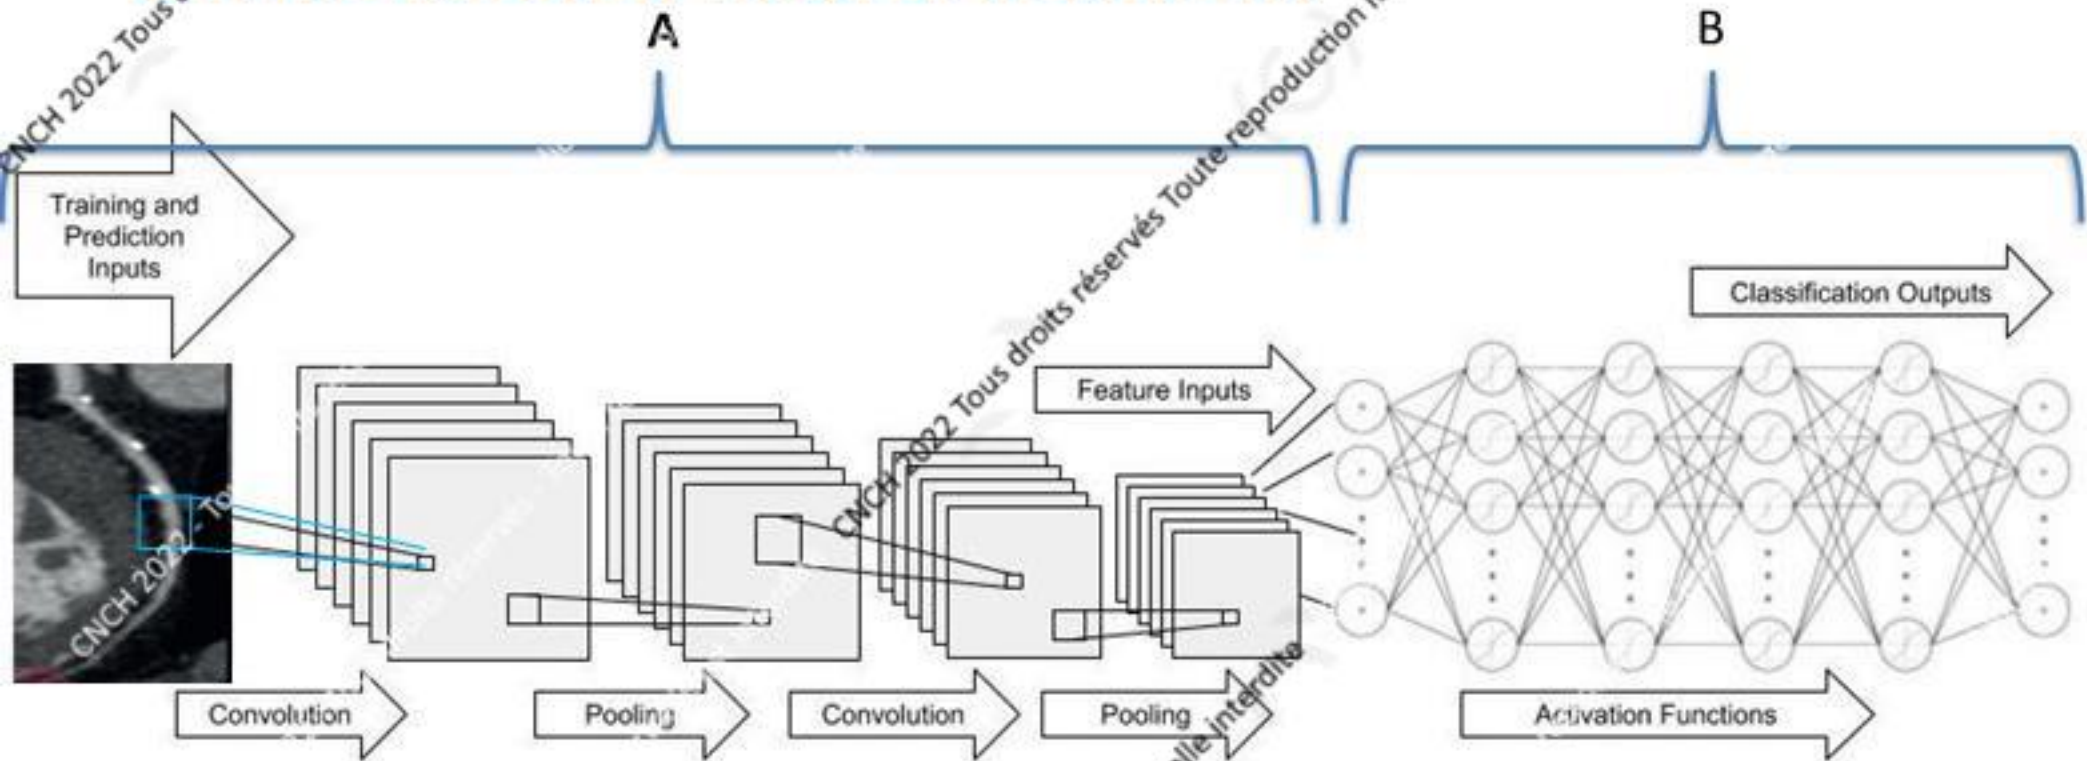 A
B
CNCH 2022 Tous
CNCH 2022 Tous droits réservés Toute reproduction
Training and
Prediction
Inputs
Classification Outputs
Feature Inputs
CNCH 2022 - Tou
Convolution
Pooling
Convolution
Pooling
interdite
Activation Functions